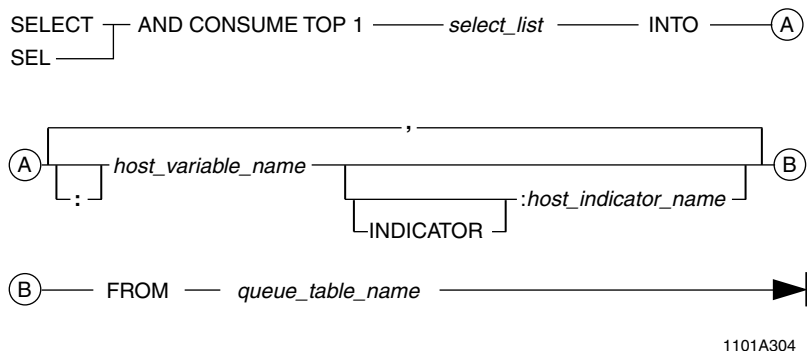 SELECT AND CONSUME TOP 1 select_list INTO A
SEL
,
A host_variable_name B
: :host_indicator_name
INDICATOR
B FROM queue_table_name
1101A304